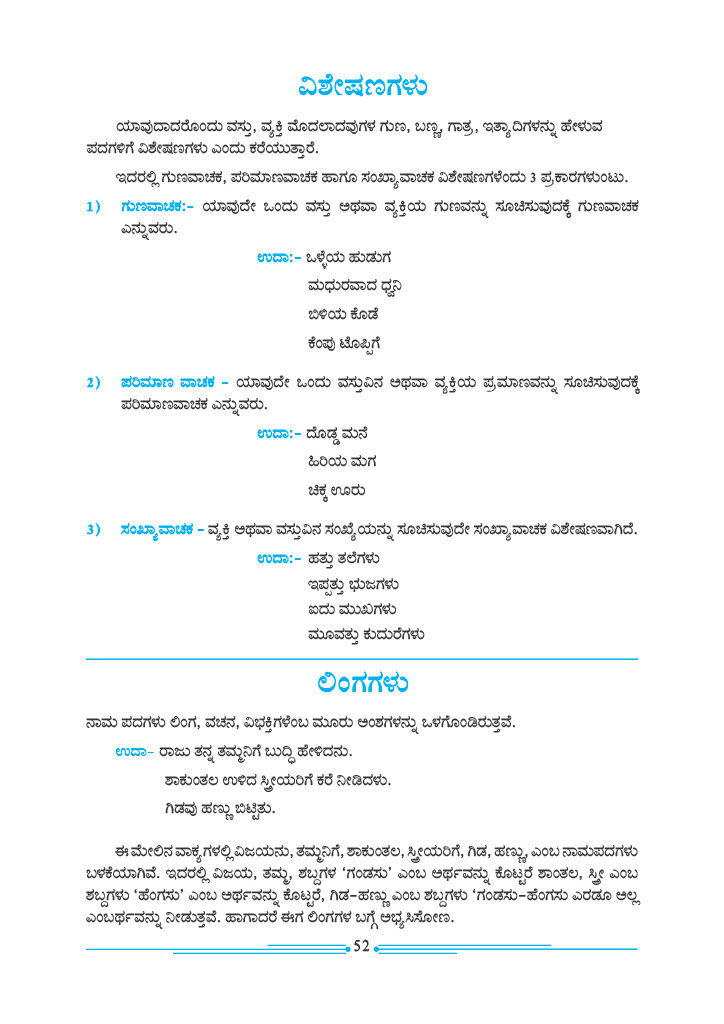 ವಿಶೇಷಣಗಳು
ಯಾವುದಾದರೊಂದು ವಸ್ತು, ವ್ಯಕ್ತಿ ಮೊದಲಾದವುಗಳ ಗುಣ, ಬಣ್ಣ, ಗಾತ್ರ, ಇತ್ಯಾದಿಗಳನ್ನು ಹೇಳುವ
ಪದಗಳಿಗೆ ವಿಶೇಷಣಗಳು ಎಂದು ಕರೆಯುತ್ತಾರೆ.
ಇದರಲ್ಲಿ ಗುಣವಾಚಕ, ಪರಿಮಾಣವಾಚಕ ಹಾಗೂ ಸಂಖ್ಯಾವಾಚಕ ವಿಶೇಷಣಗಳೆಂದು 3 ಪ್ರಕಾರಗಳುಂಟು.
1) ಗುಣವಾಚಕ:– ಯಾವುದೇ ಒಂದು ವಸ್ತು ಅಥವಾ ವ್ಯಕ್ತಿಯ ಗುಣವನ್ನು ಸೂಚಿಸುವುದಕ್ಕೆ ಗುಣವಾಚಕ
ಎನ್ನುವರು.
ಉದಾ:– ಒಳ್ಳೆಯ ಹುಡುಗ
ಮಧುರವಾದ ಧ್ವನಿ
ಬಿಳಿಯ ಕೊಡೆ
ಕೆಂಪು ಟೊಪ್ಪಿಗೆ
2) ಪರಿಮಾಣ ವಾಚಕ – ಯಾವುದೇ ಒಂದು ವಸ್ತುವಿನ ಅಥವಾ ವ್ಯಕ್ತಿಯ ಪ್ರಮಾಣವನ್ನು ಸೂಚಿಸುವುದಕ್ಕೆ
ಪರಿಮಾಣವಾಚಕ ಎನ್ನುವರು.
ಉದಾ:– ದೊಡ್ಡ ಮನೆ
ಹಿರಿಯ ಮಗ
ಚಿಕ್ಕ ಊರು
3) ಸಂಖ್ಯಾವಾಚಕ – ವ್ಯಕ್ತಿ ಅಥವಾ ವಸ್ತುವಿನ ಸಂಖ್ಯೆಯನ್ನು ಸೂಚಿಸುವುದೇ ಸಂಖ್ಯಾವಾಚಕ ವಿಶೇಷಣವಾಗಿದೆ.
ಉದಾ:– ಹತ್ತು ತಲೆಗಳು
ಇಪ್ಪತ್ತು ಭುಜಗಳು
ಐದು ಮುಖಿಗಳು
ಮೂವತ್ತು ಕುದುರೆಗಳು
ಲಿಂಗಗಳು
ನಾಮ ಪದಗಳು ಲಿಂಗ, ವಚನ, ವಿಭಕ್ತಿಗಳೆಂಬ ಮೂರು ಅಂಶಗಳನ್ನು ಒಳಗೊಂಡಿರುತ್ತವೆ.
ಉದಾ– ರಾಜು ತನ್ನ ತಮ್ಮನಿಗೆ ಬುದ್ಧಿ ಹೇಳಿದನು.
ಶಾಕುಂತಲ ಉಳಿದ ಸ್ತ್ರೀಯರಿಗೆ ಕರೆ ನೀಡಿದಳು.
ಗಿಡವು ಹಣ್ಣು ಬಿಟ್ಟಿತು.
ಈ ಮೇಲಿನ ವಾಕ್ಯಗಳಲ್ಲಿ ವಿಜಯನು, ತಮ್ಮನಿಗೆ, ಶಾಕುಂತಲ, ಸ್ತ್ರೀಯರಿಗೆ, ಗಿಡ, ಹಣ್ಣು, ಎಂಬ ನಾಮಪದಗಳು
ಬಳಕೆಯಾಗಿವೆ. ಇದರಲ್ಲಿ ವಿಜಯ, ತಮ್ಮ, ಶಬ್ದಗಳ ‘ಗಂಡಸು’ ಎಂಬ ಅರ್ಥವನ್ನು ಕೊಟ್ಟರೆ ಶಾಂತಲ, ಸ್ತ್ರೀ ಎಂಬ
ಶಬ್ದಗಳು ‘ಹೆಂಗಸು’ ಎಂಬ ಅರ್ಥವನ್ನು ಕೊಟ್ಟರೆ, ಗಿಡ–ಹಣ್ಣು ಎಂಬ ಶಬ್ದಗಳು ‘ಗಂಡಸು–ಹೆಂಗಸು ಎರಡೂ ಅಲ್ಲ
ಎಂಬರ್ಥವನ್ನು ನೀಡುತ್ತವೆ. ಹಾಗಾದರೆ ಈಗ ಲಿಂಗಗಳ ಬಗ್ಗೆ ಅಭ್ಯಸಿಸೋಣ.
52